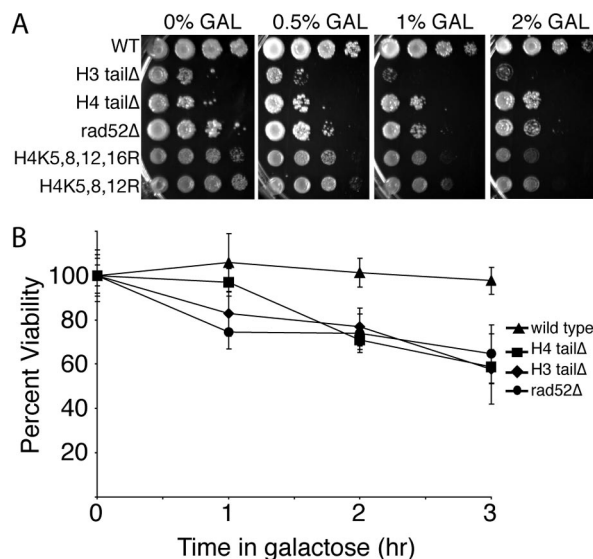 A
0% GAL
0.5% GAL
1% GAL
2% GAL
WT
H3 tailΔ
H4 tailΔ
rad52Δ
H4K5,8,12,16R
H4K5,8,12R
B
Percent Viability
100
80
60
40
20
0
1
2
3
Time in galactose (hr)
wild type
H4 tailΔ
H3 tailΔ
rad52Δ